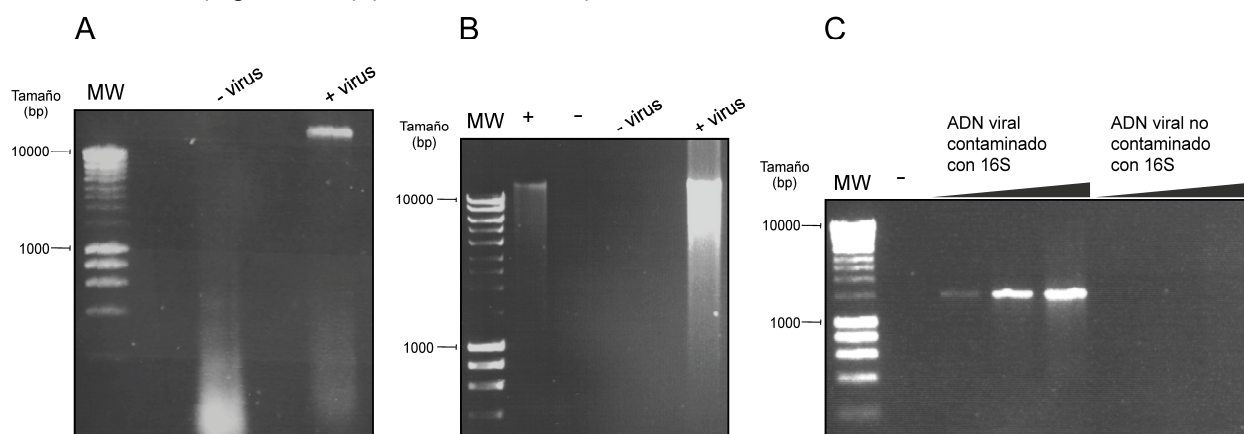 A
B
C
Tamaño
(bp)
MW
- virus
+ virus
10000
1000
Tamaño
(bp)
MW
+
-
- virus
+ virus
10000
1000
Tamaño
(bp)
MW
-
ADN viral
contaminado
con 16S
ADN viral no
contaminado
con 16S
10000
1000